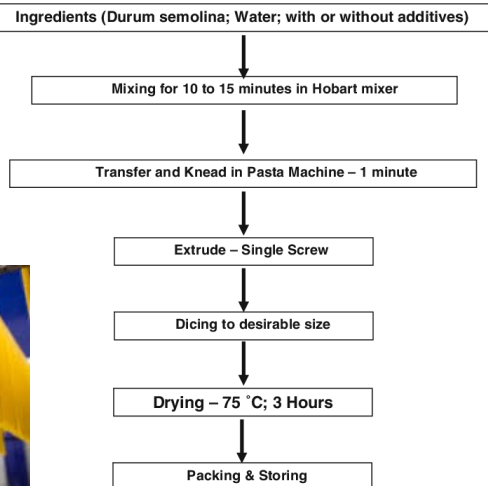 Ingredients (Durum semolina; Water; with or without additives)
Mixing for 10 to 15 minutes in Hobart mixer
Transfer and Knead in Pasta Machine – 1 minute
Extrude – Single Screw
Dicing to desirable size
Drying – 75 ˚C; 3 Hours
Packing & Storing